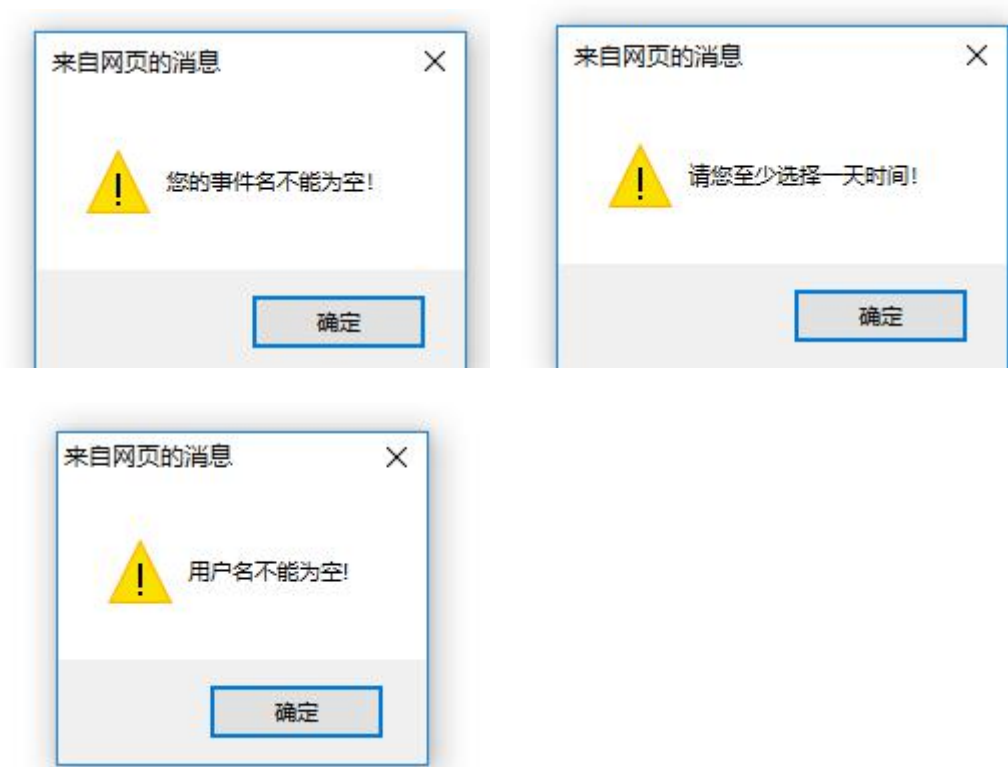 来自网页的消息
您的事件名不能为空!
确定
来自网页的消息
请您至少选择一天时间!
确定
来自网页的消息
用户名不能为空!
确定